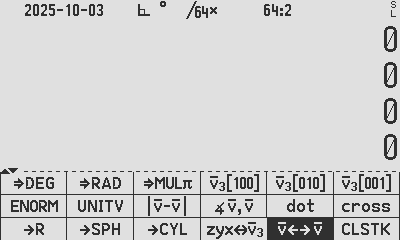 2025-10-03 ⊾° /64× 64:2 S L
0
0
0
0
➔DEG ➔RAD ➔MULπ v̅₃[100] v̅₃[010] v̅₃[001]
ENORM UNITV |v̅-v̅| ∡v̅,v̅ dot cross
➔R ➔SPH ➔CYL zyx↔v̅₃ v̅←→v̅ CLSTK